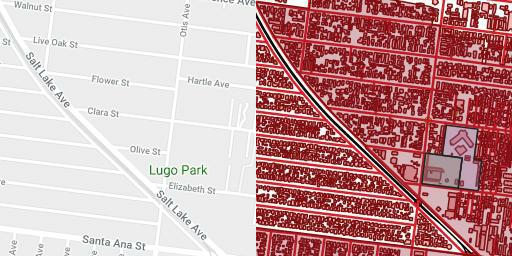 Walnut St
Otis Ave
St
Live Oak St
Salt Lake Ave
Flower St
Hartle Ave
Clara St
Olive St
Lugo Park
Elizabeth St
Salt Lake Ave
Santa Ana St